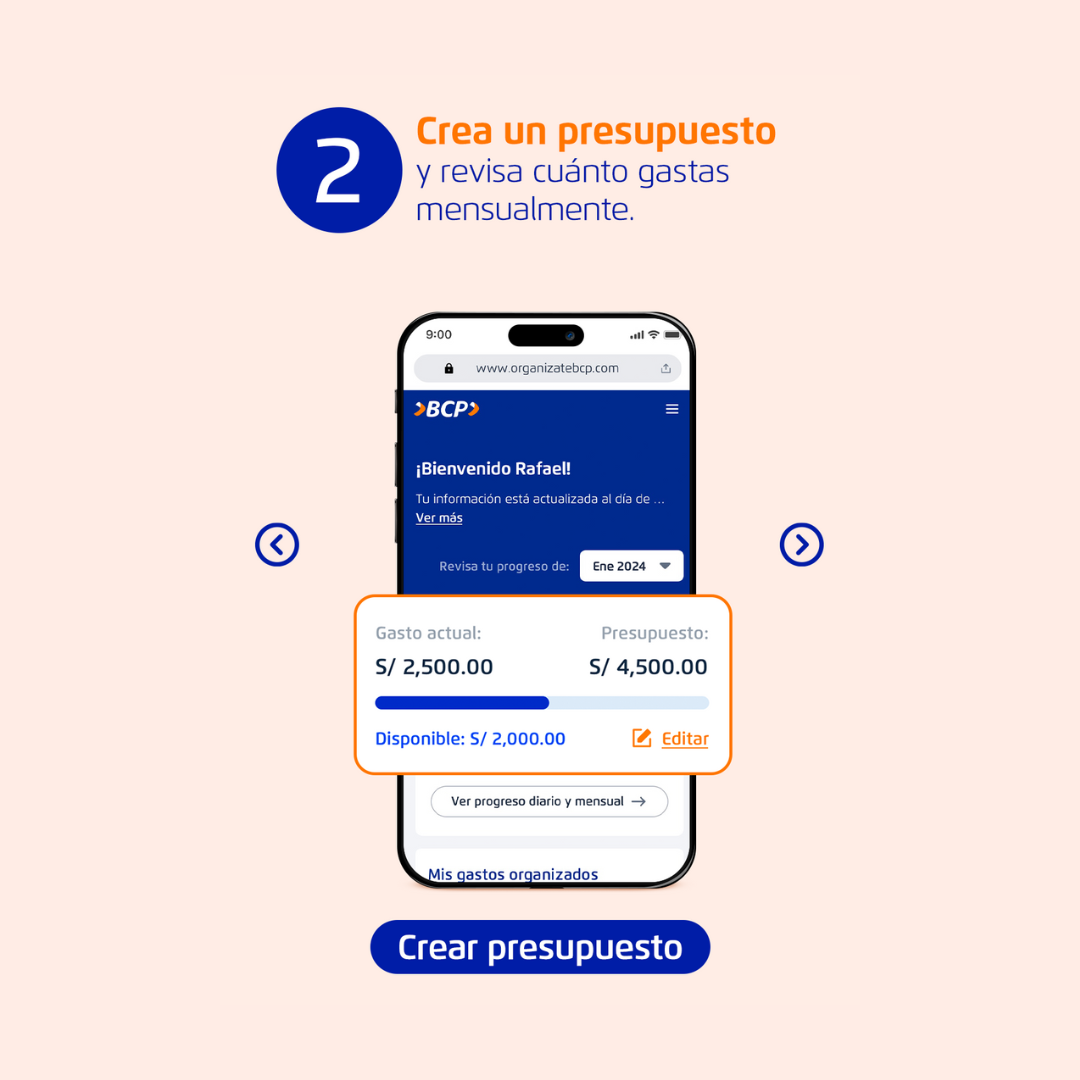 2
Crea un presupuesto
y revisa cuánto gastas
mensualmente.
9:00
www.organizatebcp.com
BCP
¡Bienvenido Rafael!
Tu información está actualizada al día de ...
Ver más
Revisa tu progreso de: Ene 2024
Gasto actual: Presupuesto:
S/ 2,500.00 S/ 4,500.00
Disponible: S/ 2,000.00 Editar
Ver progreso diario y mensual
Mis gastos organizados
Crear presupuesto